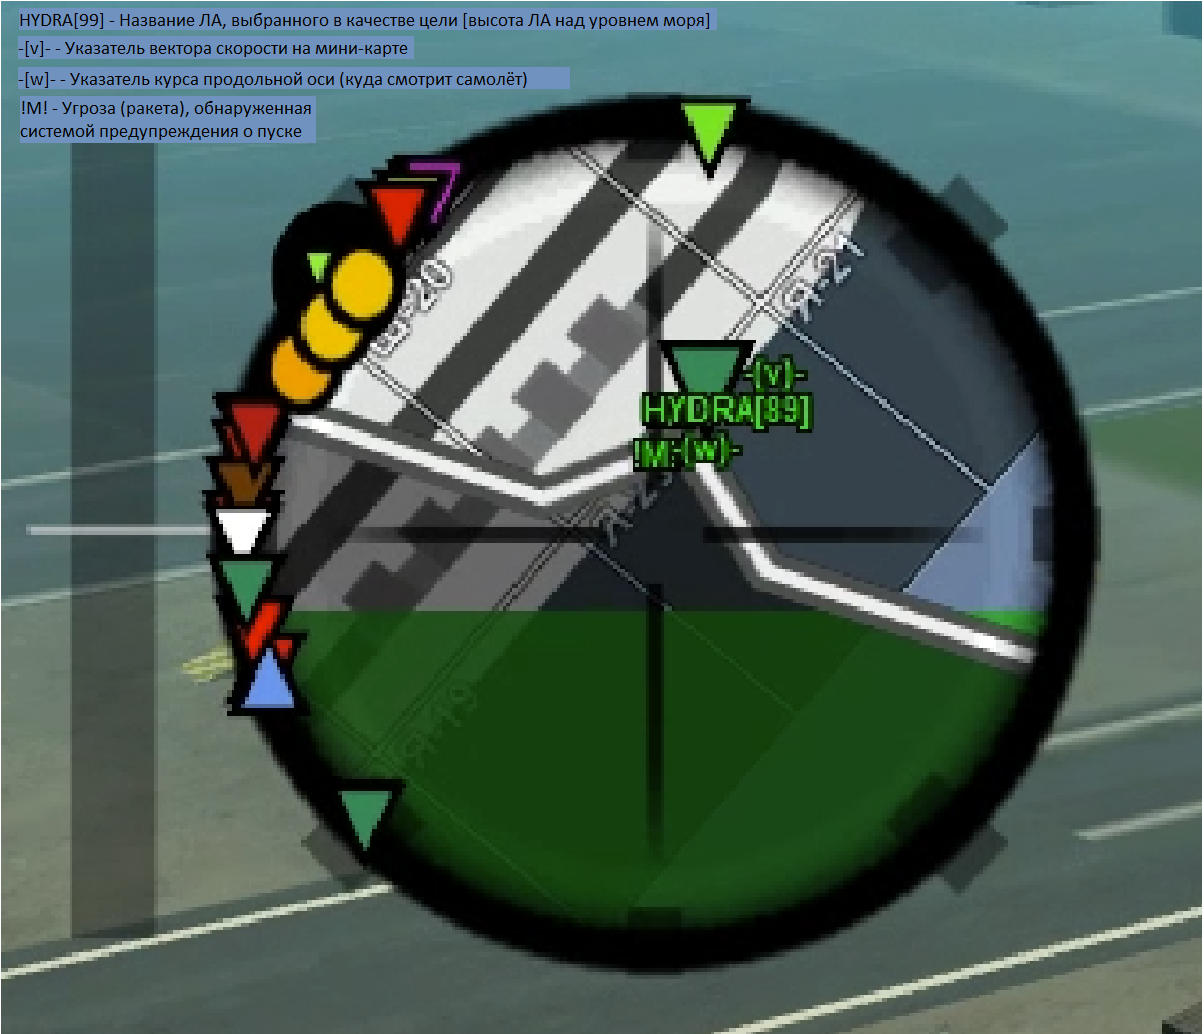 HYDRA[99] - Название ЛА, выбранного в качестве цели [высота ЛА над уровнем моря]
-[v]- - Указатель вектора скорости на мини-карте
-[w]- - Указатель курса продольной оси (куда смотрит самолёт)
!M! - Угроза (ракета), обнаруженная
системой предупреждения о пуске
Я-21
-(v)-
HYDRA[89]
!M!
-(w)-